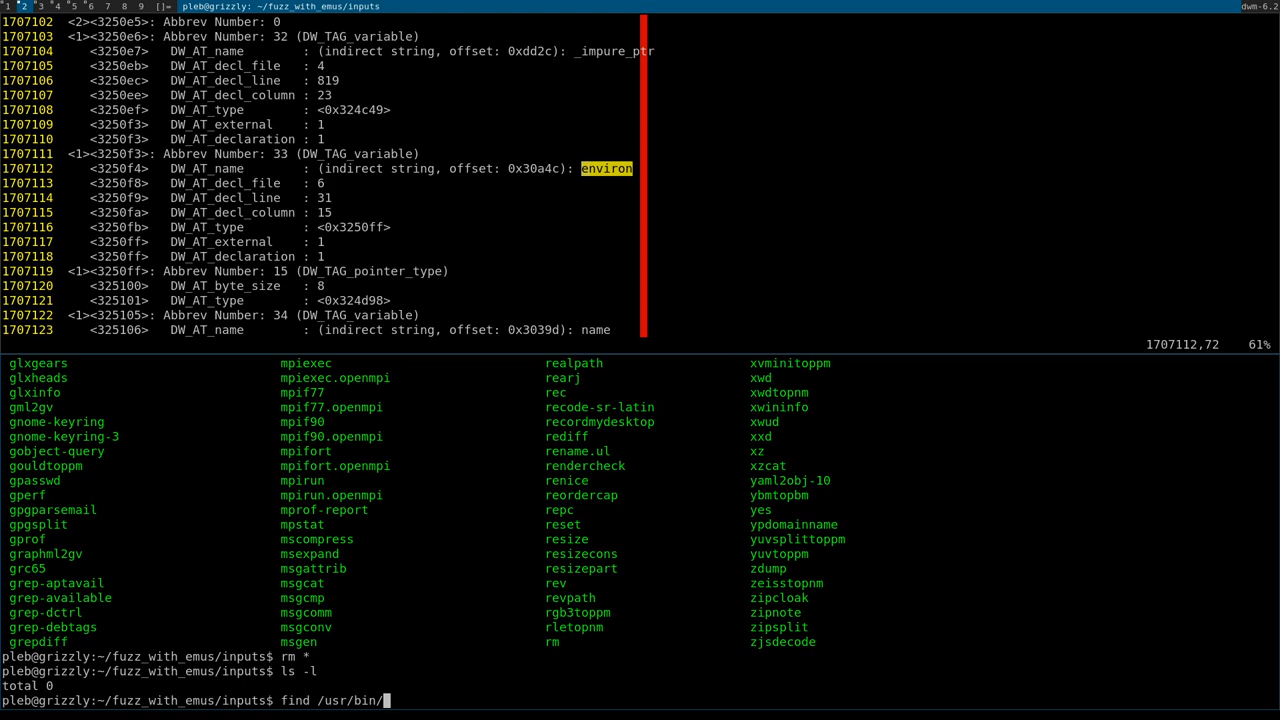 1 2 3 4 5 6 7 8 9 []= pleb@grizzly: ~/fuzz_with_emus/inputs dwm-6.2
1707102 <2><3250e5>: Abbrev Number: 0
1707103 <1><3250e6>: Abbrev Number: 32 (DW_TAG_variable)
1707104 <3250e7> DW_AT_name : (indirect string, offset: 0xdd2c): _impure_ptr
1707105 <3250eb> DW_AT_decl_file : 4
1707106 <3250ec> DW_AT_decl_line : 819
1707107 <3250ee> DW_AT_decl_column : 23
1707108 <3250ef> DW_AT_type : <0x324c49>
1707109 <3250f3> DW_AT_external : 1
1707110 <3250f3> DW_AT_declaration : 1
1707111 <1><3250f3>: Abbrev Number: 33 (DW_TAG_variable)
1707112 <3250f4> DW_AT_name : (indirect string, offset: 0x30a4c): environ
1707113 <3250f8> DW_AT_decl_file : 6
1707114 <3250f9> DW_AT_decl_line : 31
1707115 <3250fa> DW_AT_decl_column : 15
1707116 <3250fb> DW_AT_type : <0x3250ff>
1707117 <3250ff> DW_AT_external : 1
1707118 <3250ff> DW_AT_declaration : 1
1707119 <1><3250ff>: Abbrev Number: 15 (DW_TAG_pointer_type)
1707120 <325100> DW_AT_byte_size : 8
1707121 <325101> DW_AT_type : <0x324d98>
1707122 <1><325105>: Abbrev Number: 34 (DW_TAG_variable)
1707123 <325106> DW_AT_name : (indirect string, offset: 0x3039d): name
1707112,72 61%
glxgears mpiexec realpath xvminitoppm
glxheads mpiexec.openmpi rearj xwd
glxinfo mpif77 rec xwdtopnm
gml2gv mpif77.openmpi recode-sr-latin xwininfo
gnome-keyring mpif90 recordmydesktop xwud
gnome-keyring-3 mpif90.openmpi rediff xxd
gobject-query mpifort rename.ul xz
gouldtoppm mpifort.openmpi rendercheck xzcat
gpasswd mpirun renice yaml2obj-10
gperf mpirun.openmpi reordercap ybmtopbm
gpgparsemail mprof-report repc yes
gpgsplit mpstat reset ypdomainname
gprof mscompress resize yuvsplittoppm
graphml2gv msexpand resizecons yuvtoppm
grc65 msgattrib resizepart zdump
grep-aptavail msgcat rev zeisstopnm
grep-available msgcmp revpath zipcloak
grep-dctrl msgcomm rgb3toppm zipnote
grep-debtags msgconv rletopnm zipsplit
grepdiff msgen rm zjsdecode
pleb@grizzly:~/fuzz_with_emus/inputs$ rm *
pleb@grizzly:~/fuzz_with_emus/inputs$ ls -l
total 0
pleb@grizzly:~/fuzz_with_emus/inputs$ find /usr/bin/